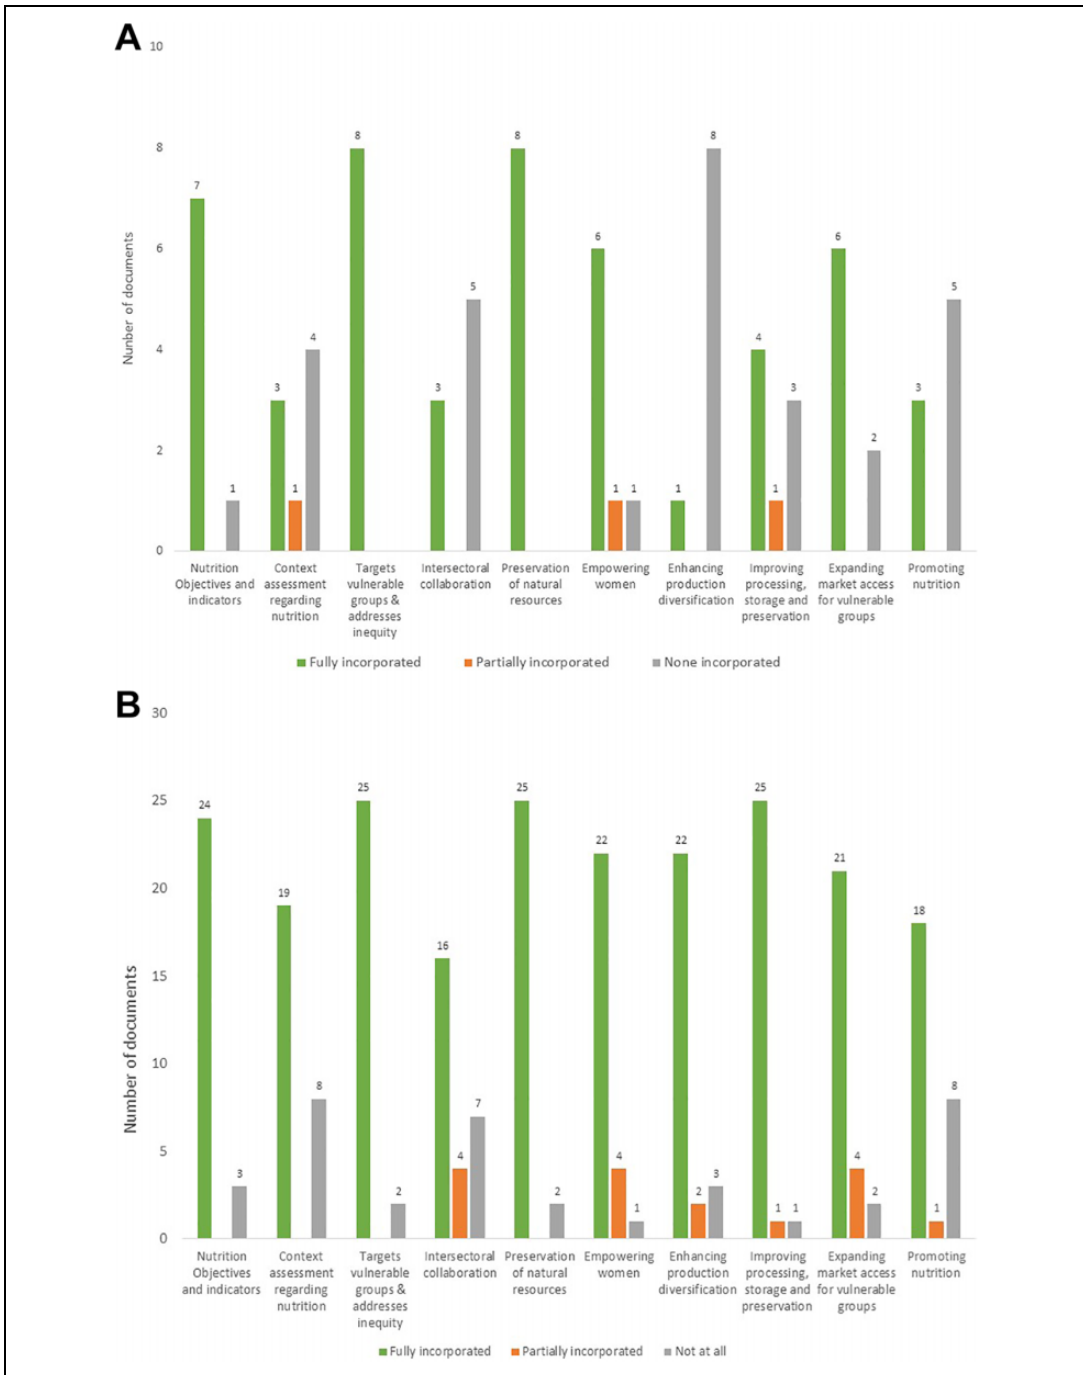 A
10
8
6
4
2
0
Nunber of documents
7
1
3
1
4
8
3
5
8
6
1
1
1
8
4
1
3
6
2
3
5
Nutrition
Objectives and
indicators
Context
assessment
regarding
nutrition
Targets
vulnerable
groups &
addresses
inequity
Intersectoral
collaboration
Preservation
of natural
resources
Empowering
women
Enhancing
production
diversification
Improving
processing,
storage and
preservation
Expanding
market access
for vulnerable
groups
Promoting
nutrition
Fully incorporated
Partially incorporated
None incorporated
B
30
25
20
15
10
5
0
Number of documents
24
3
19
8
25
2
16
4
7
25
2
22
4
1
22
2
3
25
1
1
21
4
2
18
1
8
Nutrition
Objectives
and indicators
Context
assessment
regarding
nutrition
Targets
vulnerable
groups &
addresses
inequity
Intersectoral
collaboration
Preservation
of natural
resources
Empowering
women
Enhancing
production
diversification
Improving
processing,
storage and
preservation
Expanding
market access
for vulnerable
groups
Promoting
nutrition
Fully incorporated
Partially incorporated
Not at all